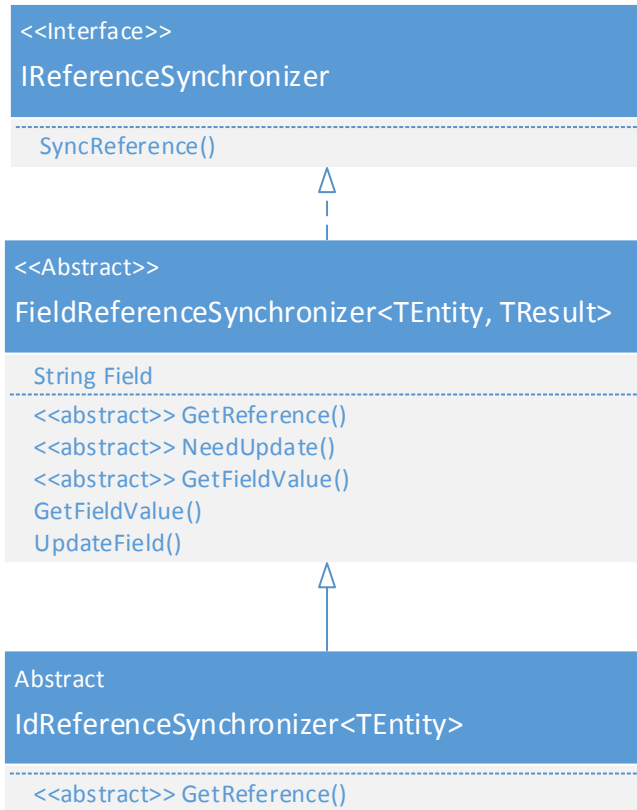 <<Interface>>
IReferenceSynchronizer
SyncReference()
<<Abstract>>
FieldReferenceSynchronizer<TEntity, TResult>
String Field
<<abstract>> GetReference()
<<abstract>> NeedUpdate()
<<abstract>> GetFieldValue()
GetFieldValue()
UpdateField()
Abstract
IdReferenceSynchronizer<TEntity>
<<abstract>> GetReference()